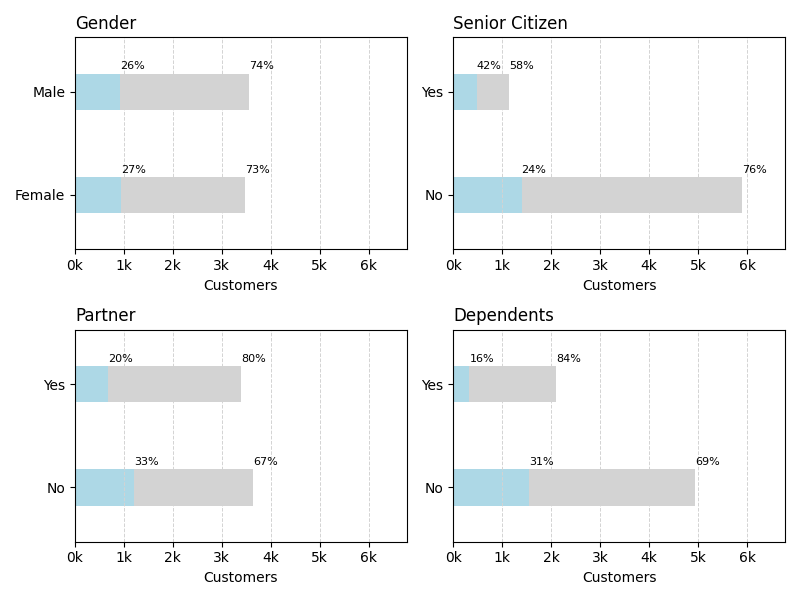 Gender
26% 74%
Male
27% 73%
Female
0k 1k 2k 3k 4k 5k 6k
Customers
Senior Citizen
42% 58%
Yes
24% 76%
No
0k 1k 2k 3k 4k 5k 6k
Customers
Partner
20% 80%
Yes
33% 67%
No
0k 1k 2k 3k 4k 5k 6k
Customers
Dependents
16% 84%
Yes
31% 69%
No
0k 1k 2k 3k 4k 5k 6k
Customers